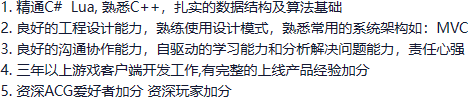 1. 精通C#  Lua, 熟悉C++，扎实的数据结构及算法基础
2. 良好的工程设计能力，熟练使用设计模式，熟悉常用的系统架构如：MVC
3. 良好的沟通协作能力，自驱动的学习能力和分析解决问题能力，责任心强
4. 三年以上游戏客户端开发工作,有完整的上线产品经验加分
5. 资深ACG爱好者加分 资深玩家加分